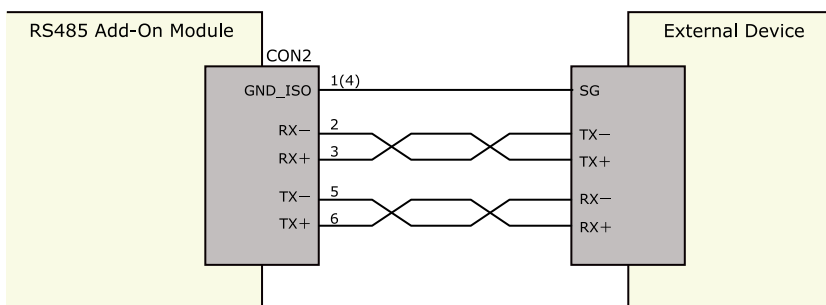 RS485 Add-On Module
External Device
CON2
GND_ISO 1(4) SG
RX− 2 TX−
RX+ 3 TX+
TX− 5 RX−
TX+ 6 RX+